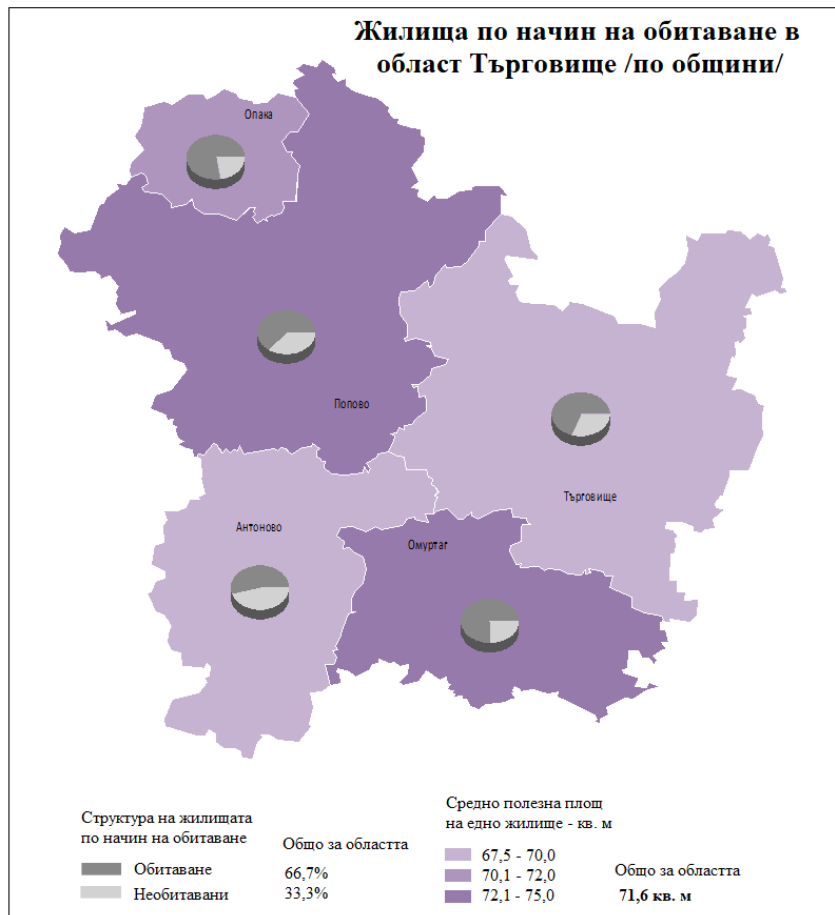 Жилища по начин на обитаване в
област Търговище /по общини/
Опака
Попово
Търговище
Антоново
Омуртаг
Структура на жилищата
по начин на обитаване
Общо за областта
Обитаване
66,7%
Необитавани
33,3%
Средно полезна площ
на едно жилище - кв. м
67,5 - 70,0
70,1 - 72,0
72,1 - 75,0
Общо за областта
71,6 кв. м